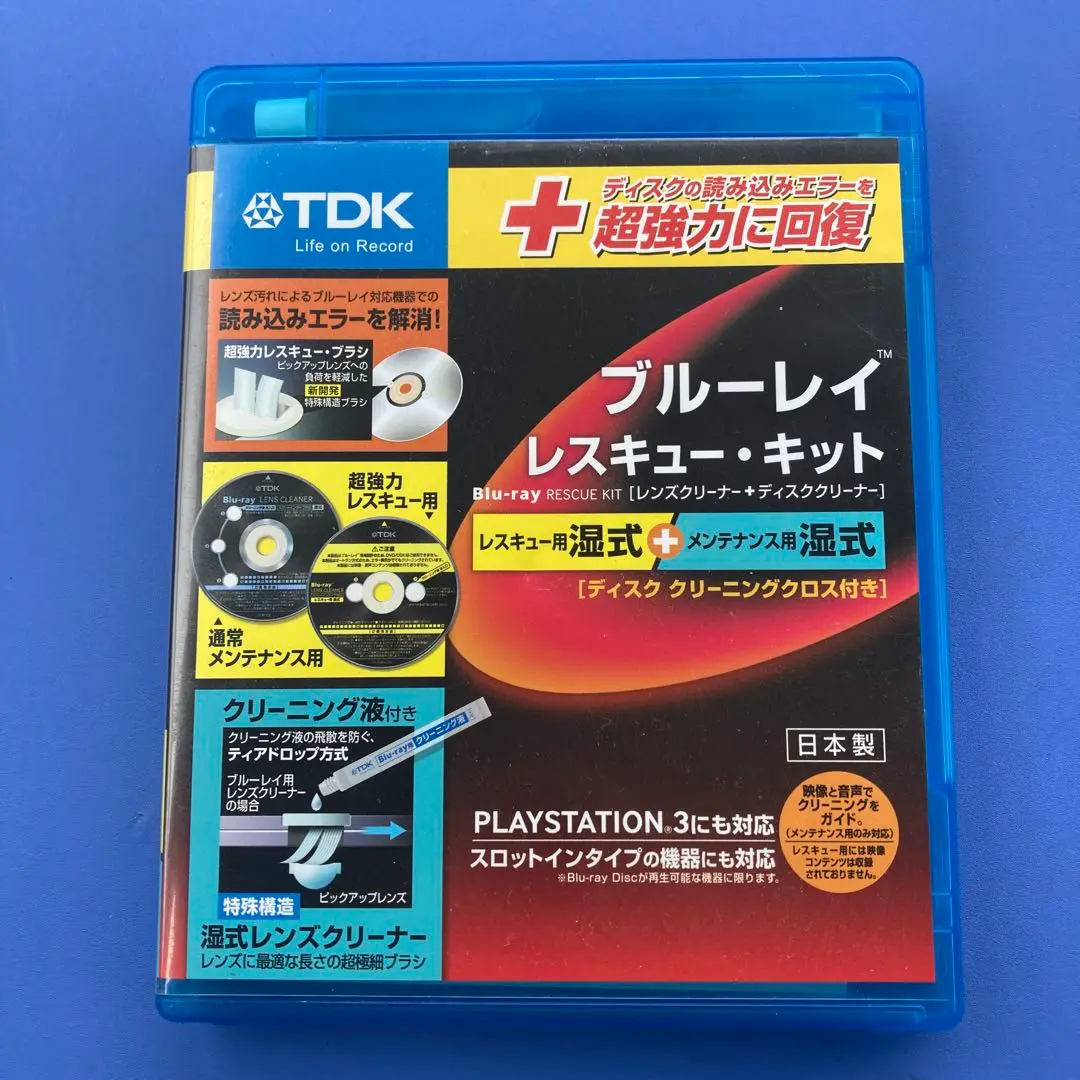 TDK
Life on Record
ディスクの読み込みエラーを
超強力に回復
レンズ汚れによるブルーレイ対応機器での
読み込みエラーを解消!
超強力レスキュー・ブラシ
ピックアップレンズへの
負荷を軽減した
新開発
特殊構造ブラシ
ブルーレイ™
レスキュー・キット
Blu-ray RESCUE KIT [レンズクリーナー+ディスククリーナー]
レスキュー用 湿式 + メンテナンス用 湿式
[ディスク クリーニングクロス付き]
超強力
レスキュー用
▼
TDK
Blu-ray LENS CLEANER
TDK
⚠ご注意
Blu-ray
LENS CLEANER
レスキュー用 湿式
▲
通常
メンテナンス用
クリーニング液付き
クリーニング液の飛散を防ぐ、
ティアドロップ方式
TDK Blu-ray用 クリーニング液
ブルーレイ用
レンズクリーナー
の場合
ピックアップレンズ
特殊構造
湿式レンズクリーナー
レンズに最適な長さの超極細ブラシ
日本製
PLAYSTATION®3にも対応
スロットインタイプの機器にも対応
※Blu-ray Discが再生可能な機器に限ります。
映像と音声で
クリーニングを
ガイド。
(メンテナンス用のみ対応)
レスキュー用には映像
コンテンツは収録
されておりません。